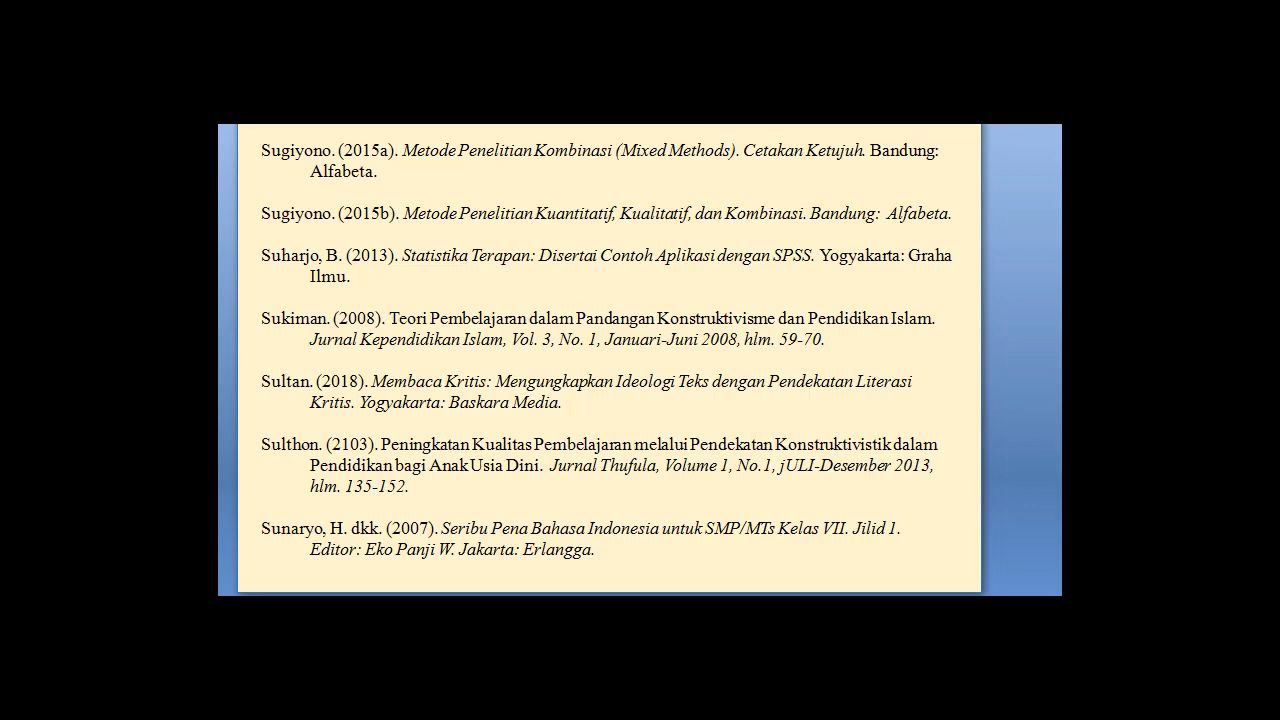 Sugiyono. (2015a). Metode Penelitian Kombinasi (Mixed Methods). Cetakan Ketujuh. Bandung:
Alfabeta.
Sugiyono. (2015b). Metode Penelitian Kuantitatif, Kualitatif, dan Kombinasi. Bandung: Alfabeta.
Suharjo, B. (2013). Statistika Terapan: Disertai Contoh Aplikasi dengan SPSS. Yogyakarta: Graha
Ilmu.
Sukiman. (2008). Teori Pembelajaran dalam Pandangan Konstruktivisme dan Pendidikan Islam.
Jurnal Kependidikan Islam, Vol. 3, No. 1, Januari-Juni 2008, hlm. 59-70.
Sultan. (2018). Membaca Kritis: Mengungkapkan Ideologi Teks dengan Pendekatan Literasi
Kritis. Yogyakarta: Baskara Media.
Sulthon. (2103). Peningkatan Kualitas Pembelajaran melalui Pendekatan Konstruktivistik dalam
Pendidikan bagi Anak Usia Dini. Jurnal Thufula, Volume 1, No.1, jULI-Desember 2013,
hlm. 135-152.
Sunaryo, H. dkk. (2007). Seribu Pena Bahasa Indonesia untuk SMP/MTs Kelas VII. Jilid 1.
Editor: Eko Panji W. Jakarta: Erlangga.